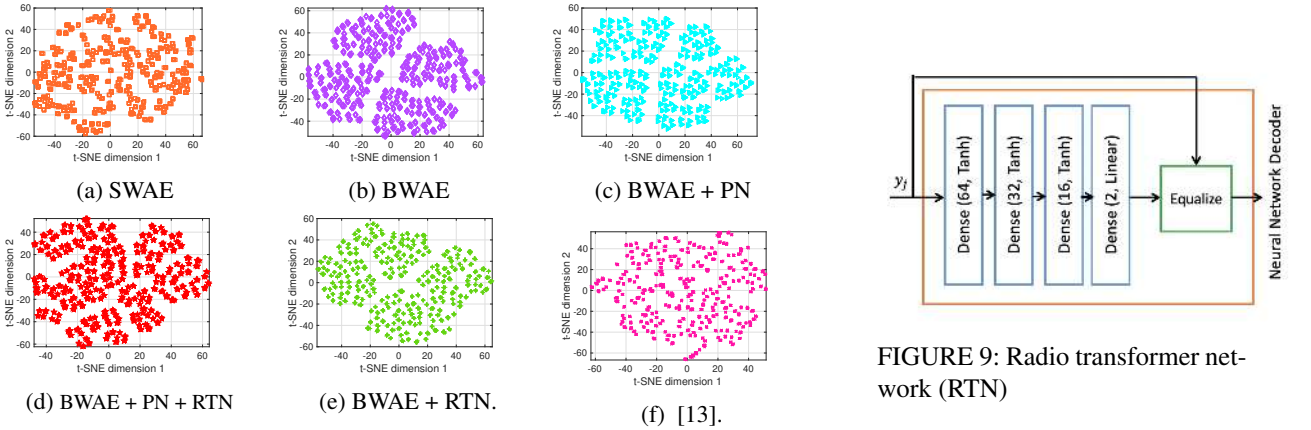 60
40
20
0
-20
-40
-40 -20 0 20 40 60
t-SNE dimension 2
t-SNE dimension 1
(a) SWAE
60
40
20
0
-20
-40
-40 -20 0 20 40 60
t-SNE dimension 2
t-SNE dimension 1
(b) BWAE
60
40
20
0
-20
-40
-40 -20 0 20 40 60
t-SNE dimension 2
t-SNE dimension 1
(c) BWAE + PN
40
20
0
-20
-40
-60
-40 -20 0 20 40 60
t-SNE dimension 2
t-SNE dimension 1
(d) BWAE + PN + RTN
60
40
20
0
-20
-40
-60
-40 -20 0 20 40 60
t-SNE dimension 2
t-SNE dimension 1
(e) BWAE + RTN.
40
20
0
-20
-40
-60
-60 -40 -20 0 20 40
t-SNE dimension 2
t-SNE dimension 1
(f) [13].
y_j
Dense (64, Tanh)
Dense (32, Tanh)
Dense (16, Tanh)
Dense (2, Linear)
Equalize
Neural Network Decoder
FIGURE 9: Radio transformer net-
work (RTN)